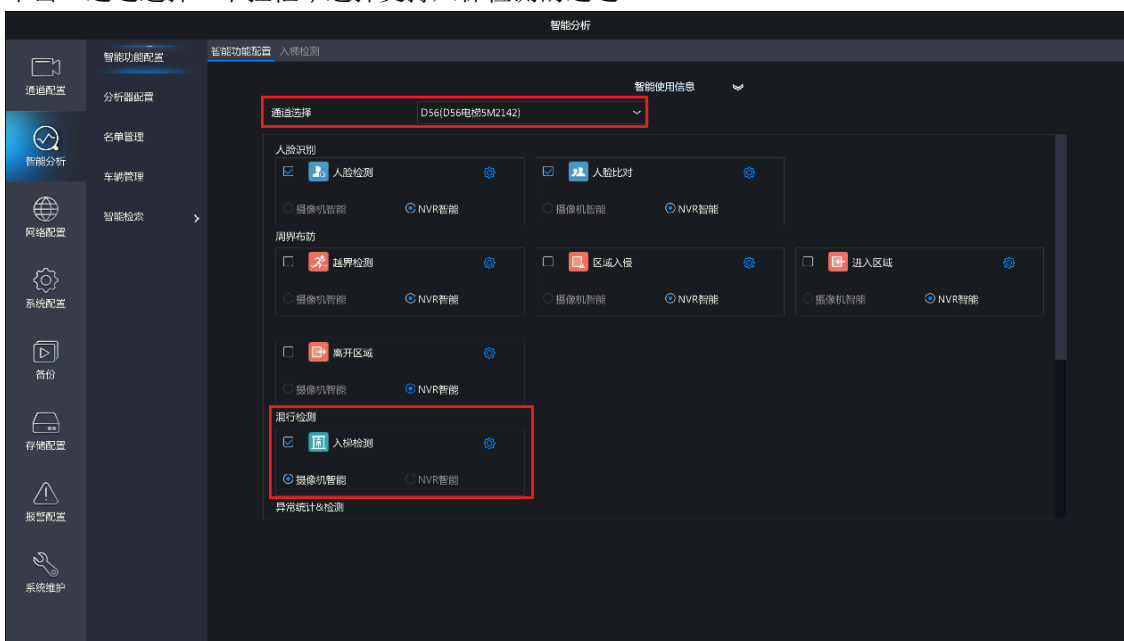 智能分析
通道配置
智能分析
网络配置
系统配置
备份
存储配置
报警配置
系统维护
智能功能配置
分析器配置
名单管理
车辆管理
智能检索
智能功能配置 入梯检测
智能使用信息
通道选择 D56(D56电梯5M2142)
人脸识别
人脸检测 人脸比对
摄像机智能 NVR智能 摄像机智能 NVR智能
周界布防
越界检测 区域入侵 进入区域
摄像机智能 NVR智能 摄像机智能 NVR智能 摄像机智能 NVR智能
离开区域
摄像机智能 NVR智能
混行检测
入梯检测
摄像机智能 NVR智能
异常统计&检测